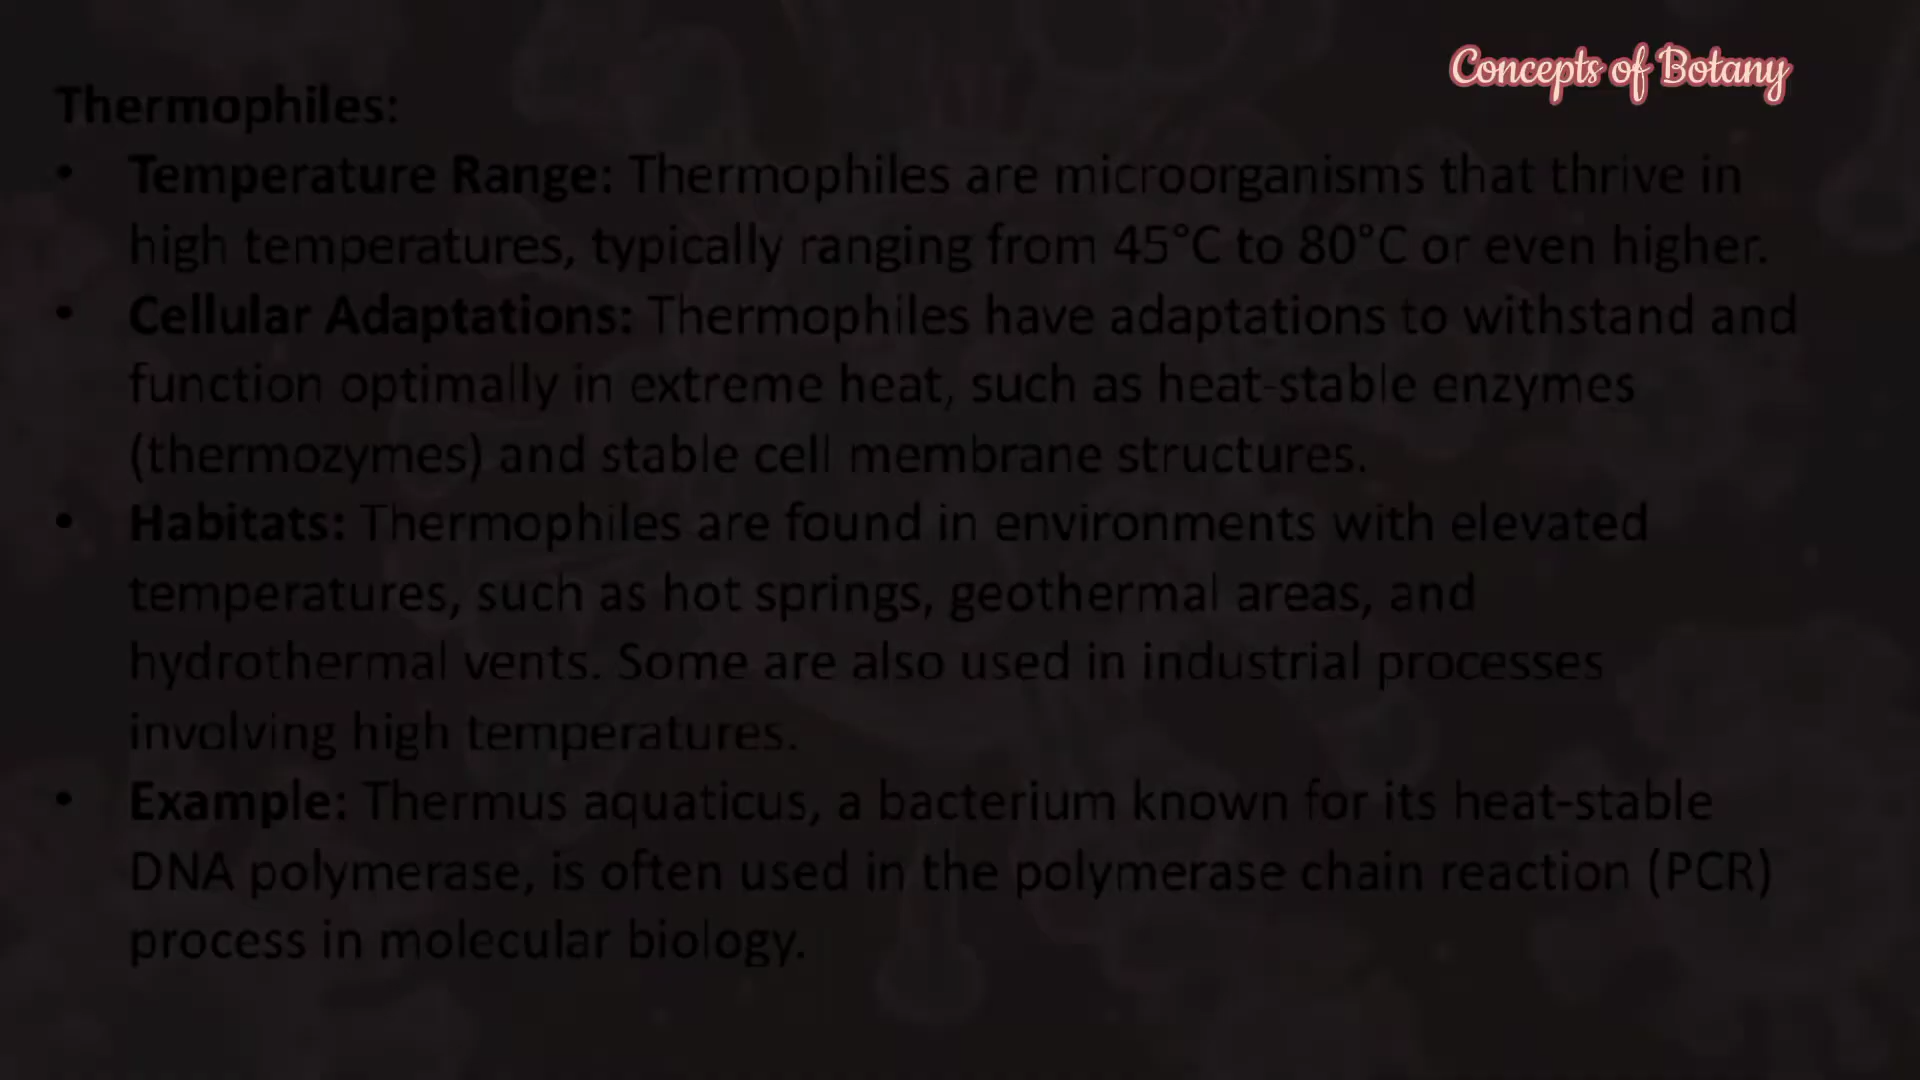 Concepts of Botany
Thermophiles:
• Temperature Range: Thermophiles are microorganisms that thrive in
high temperatures, typically ranging from 45°C to 80°C or even higher.
• Cellular Adaptations: Thermophiles have adaptations to withstand and
function optimally in extreme heat, such as heat-stable enzymes
(thermozymes) and stable cell membrane structures.
• Habitats: Thermophiles are found in environments with elevated
temperatures, such as hot springs, geothermal areas, and
hydrothermal vents. Some are also used in industrial processes
involving high temperatures.
• Example: Thermus aquaticus, a bacterium known for its heat-stable
DNA polymerase, is often used in the polymerase chain reaction (PCR)
process in molecular biology.